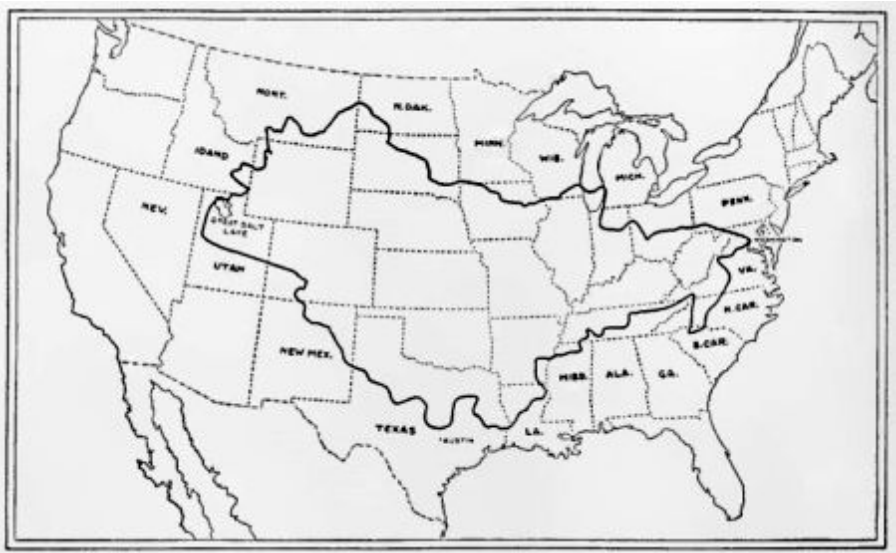 MONT.
N.DAK.
MINN.
WIS.
MICH.
IDAHO
NEV.
GREAT SALT
LAKE
UTAH
PENN.
WASHINGTON
VA.
N.CAR.
S.CAR.
NEW MEX.
MISS.
ALA.
GA.
TEXAS
AUSTIN
LA.